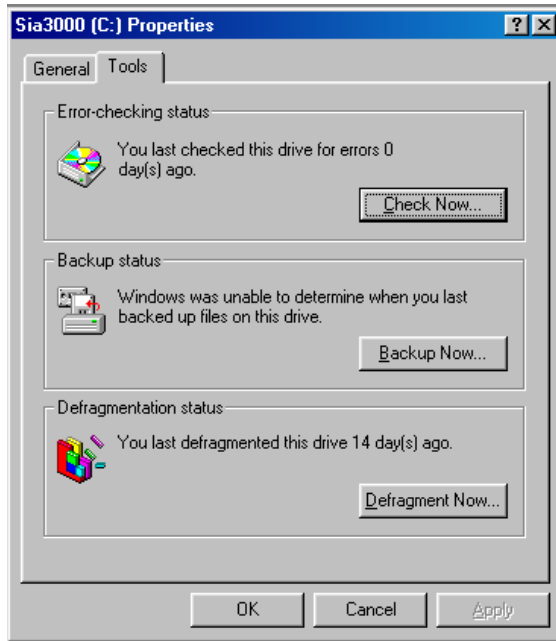 Sia3000 (C:) Properties
General Tools
Error-checking status
You last checked this drive for errors 0
day(s) ago.
Check Now...
Backup status
Windows was unable to determine when you last
backed up files on this drive.
Backup Now...
Defragmentation status
You last defragmented this drive 14 day(s) ago.
Defragment Now...
OK Cancel Apply